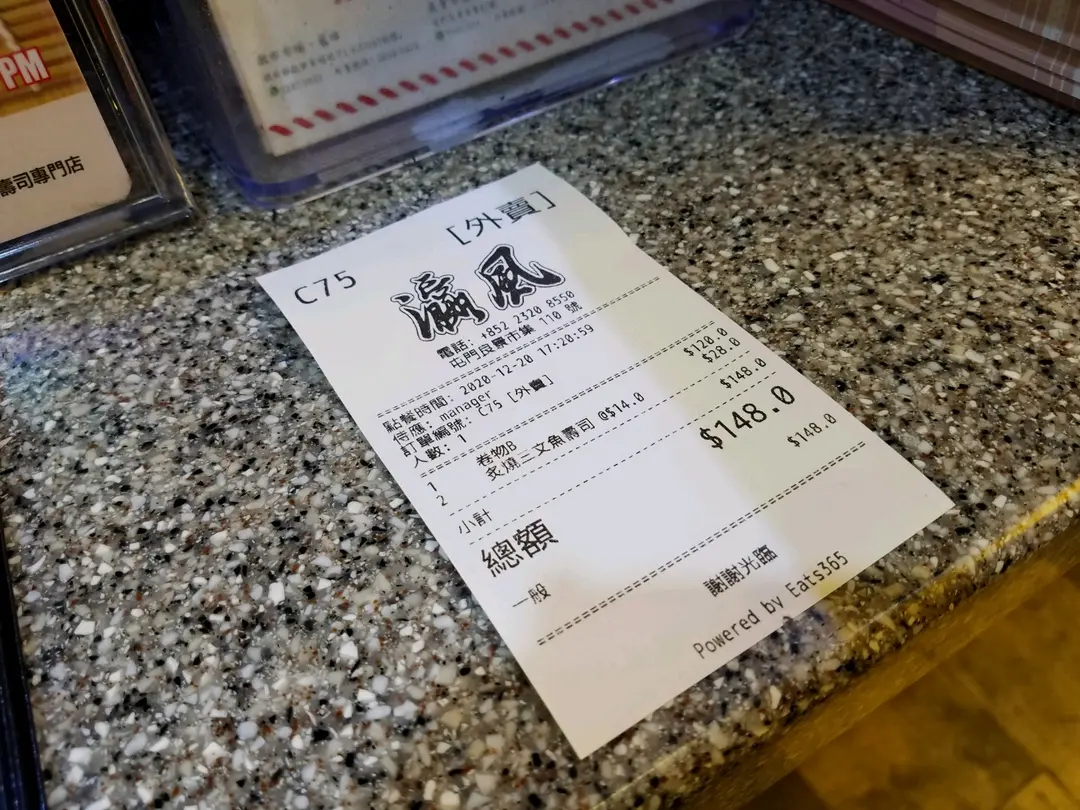 PM
壽司專門店
C75
[外賣]
瀛風
電話: +852 2320 8550
屯門良景市集 110 號
點餐時間: 2020-12-20 17:20:59
侍應: manager
訂單編號: C75 [外賣]
人數: 1
1 卷物B $120.0
2 炙燒三文魚壽司 @$14.0 $28.0
小計 $148.0
總額 $148.0
一般 $148.0
謝謝光臨
Powered by Eats365